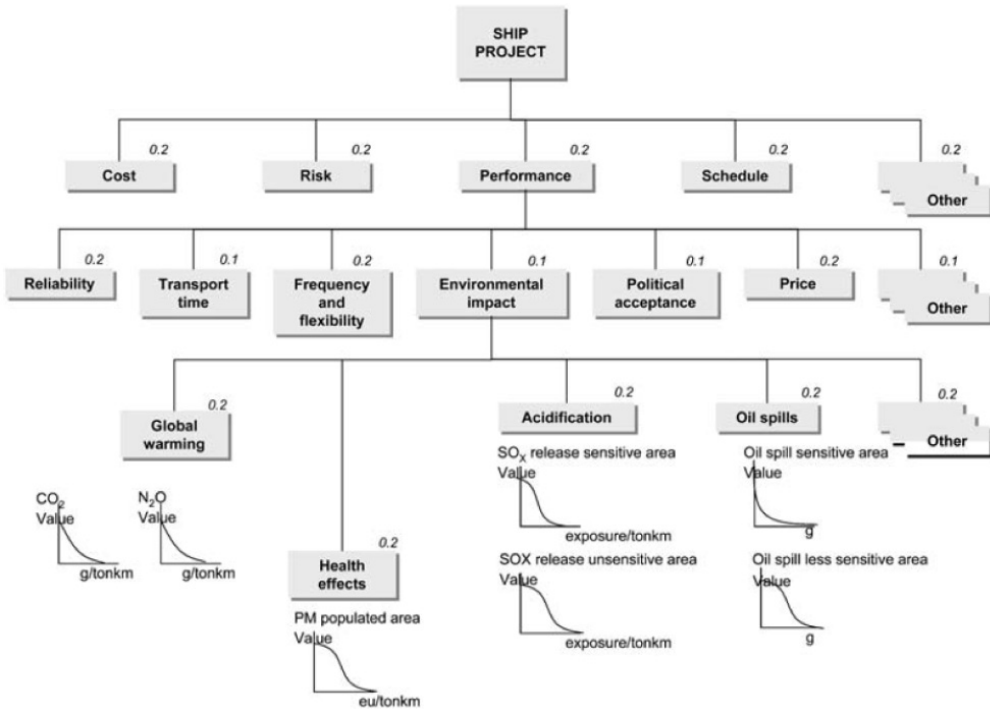 SHIP
PROJECT
0.2
0.2
0.2
0.2
0.2
Cost
Risk
Performance
Schedule
Other
0.2
0.1
0.2
0.1
0.1
0.2
0.1
Reliability
Transport
time
Frequency
and
flexibility
Environmental
impact
Political
acceptance
Price
Other
0.2
Global
warming
0.2
Acidification
0.2
Oil spills
0.2
Other
CO₂
Value
g/tonkm
N₂O
Value
g/tonkm
0.2
Health
effects
PM populated area
Value
eu/tonkm
SOₓ release sensitive area
Value
exposure/tonkm
SOX release unsensitive area
Value
exposure/tonkm
Oil spill sensitive area
Value
g
Oil spill less sensitive area
Value
g